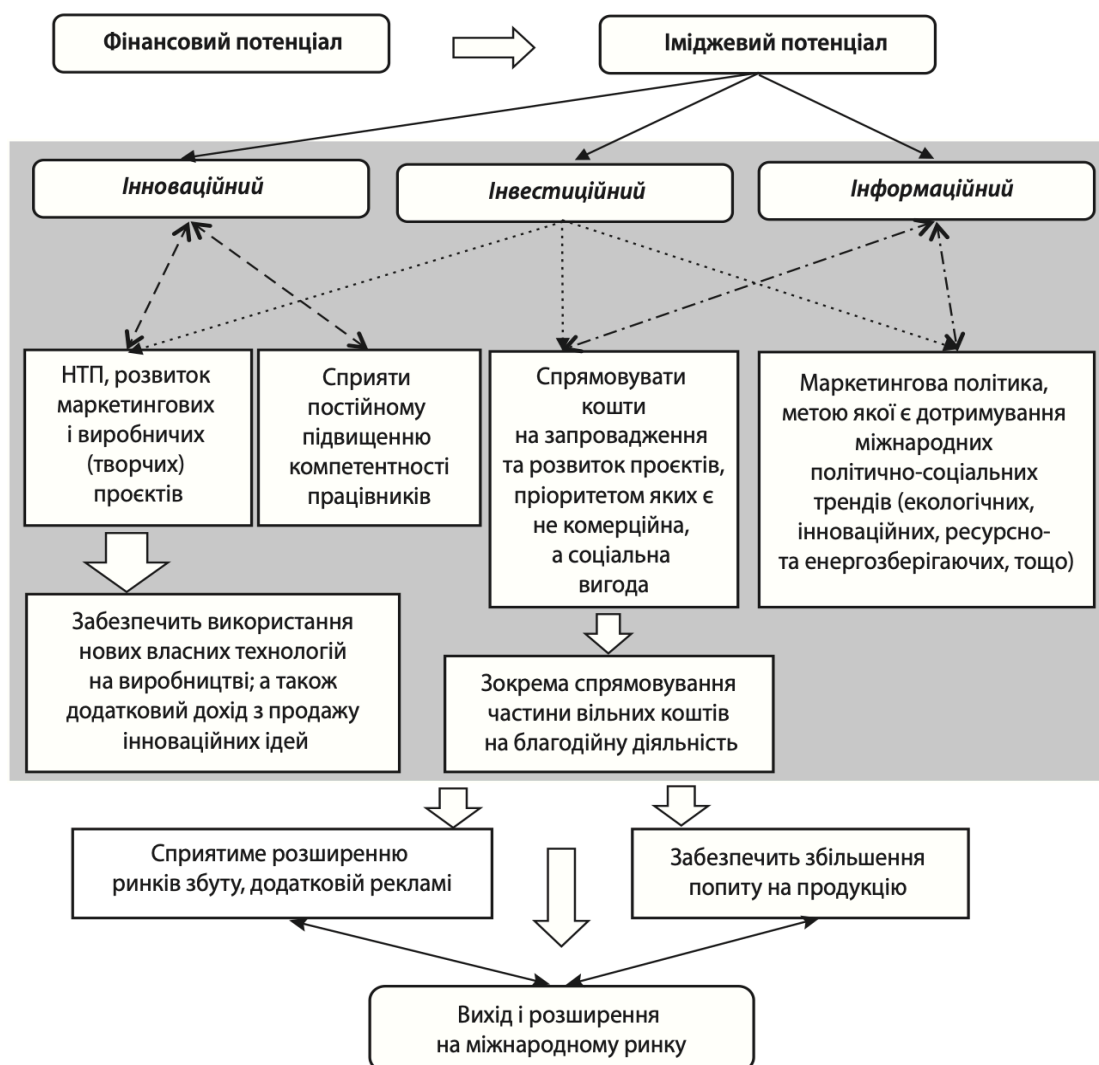 Фінансовий потенціал
Іміджевий потенціал
Інноваційний
Інвестиційний
Інформаційний
НТП, розвиток
маркетингових
і виробничих
(творчих)
проєктів
Сприяти
постійному
підвищенню
компетентності
працівників
Спрямовувати
кошти
на запровадження
та розвиток проєктів,
пріоритетом яких є
не комерційна,
а соціальна
вигода
Маркетингова політика,
метою якої є дотримування
міжнародних
політично-соціальних
трендів (екологічних,
інноваційних, ресурсно-
та енергозберігаючих, тощо)
Забезпечить використання
нових власних технологій
на виробництві; а також
додатковий дохід з продажу
інноваційних ідей
Зокрема спрямовування
частини вільних коштів
на благодійну діяльність
Сприятиме розширенню
ринків збуту, додатковій рекламі
Забезпечить збільшення
попиту на продукцію
Вихід і розширення
на міжнародному ринку